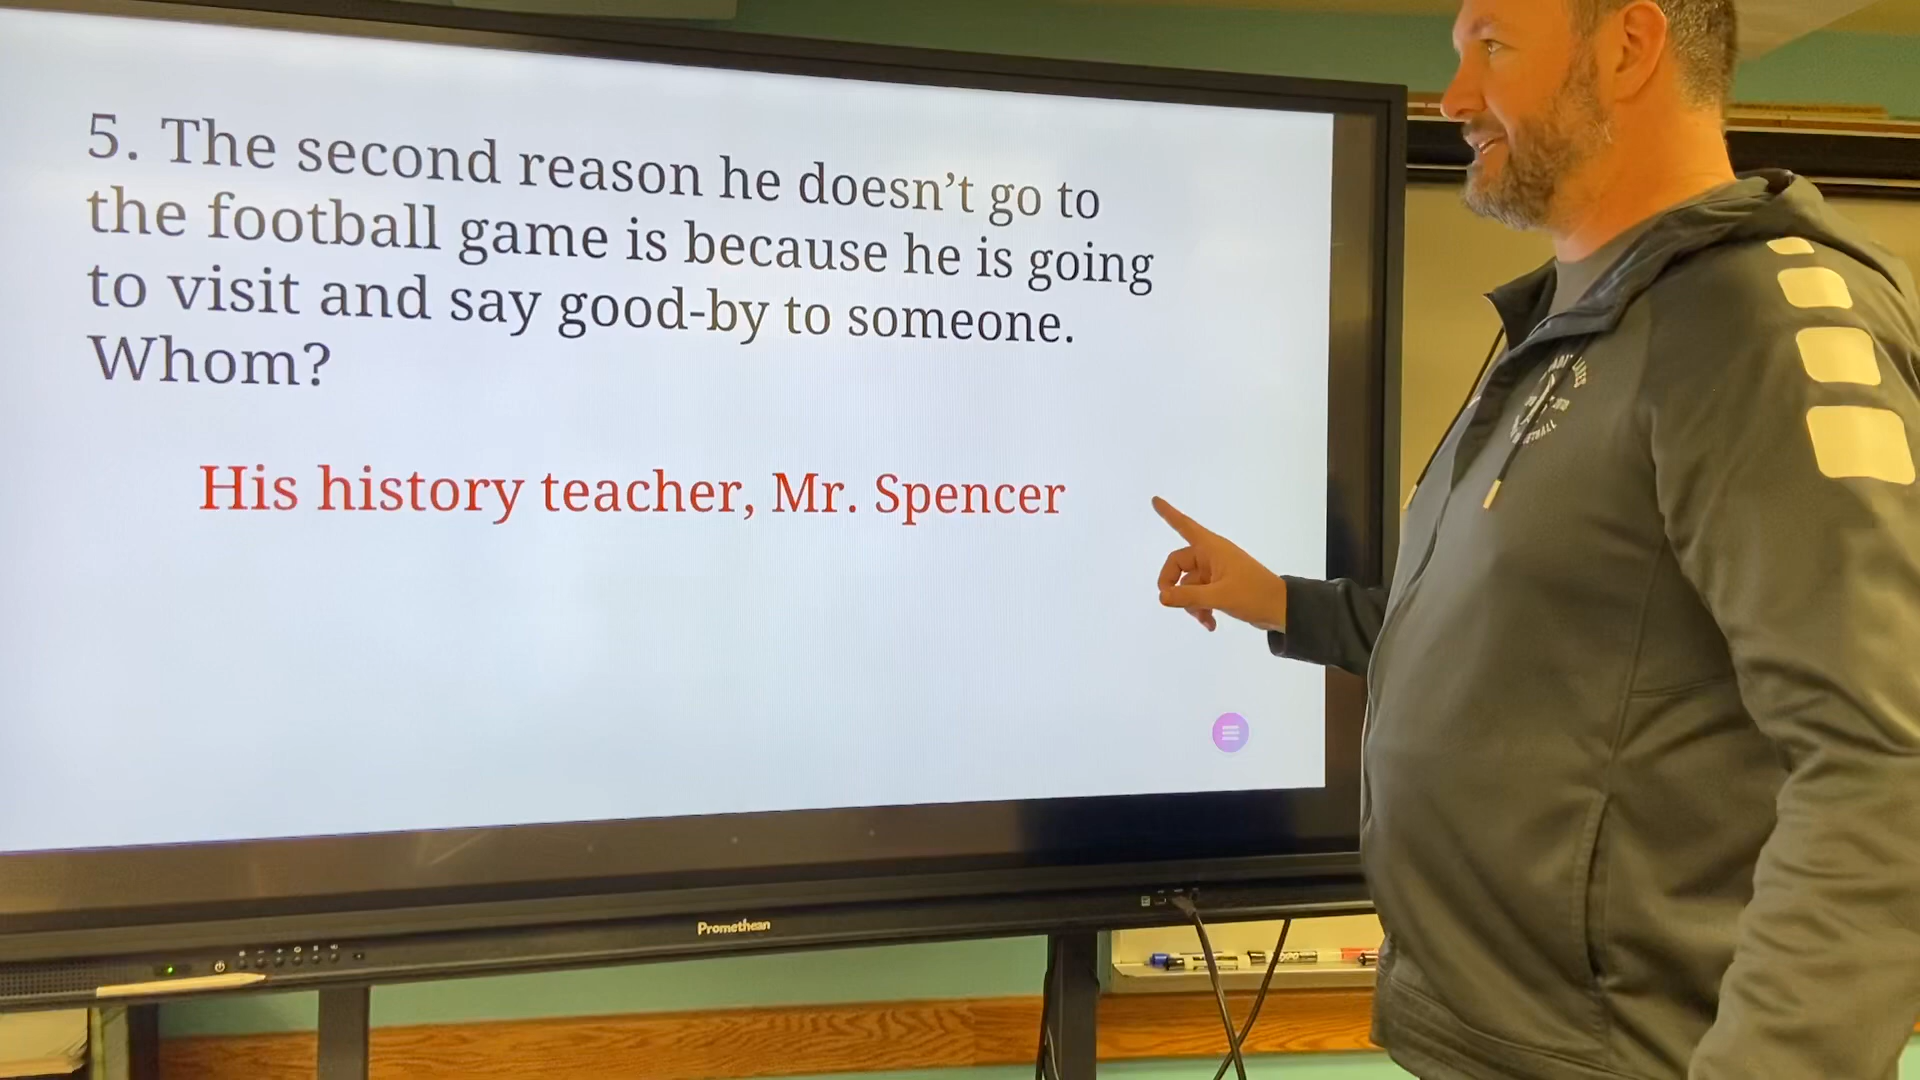 5. The second reason he doesn't go to
the football game is because he is going
to visit and say good-by to someone.
Whom?
His history teacher, Mr. Spencer
Promethean